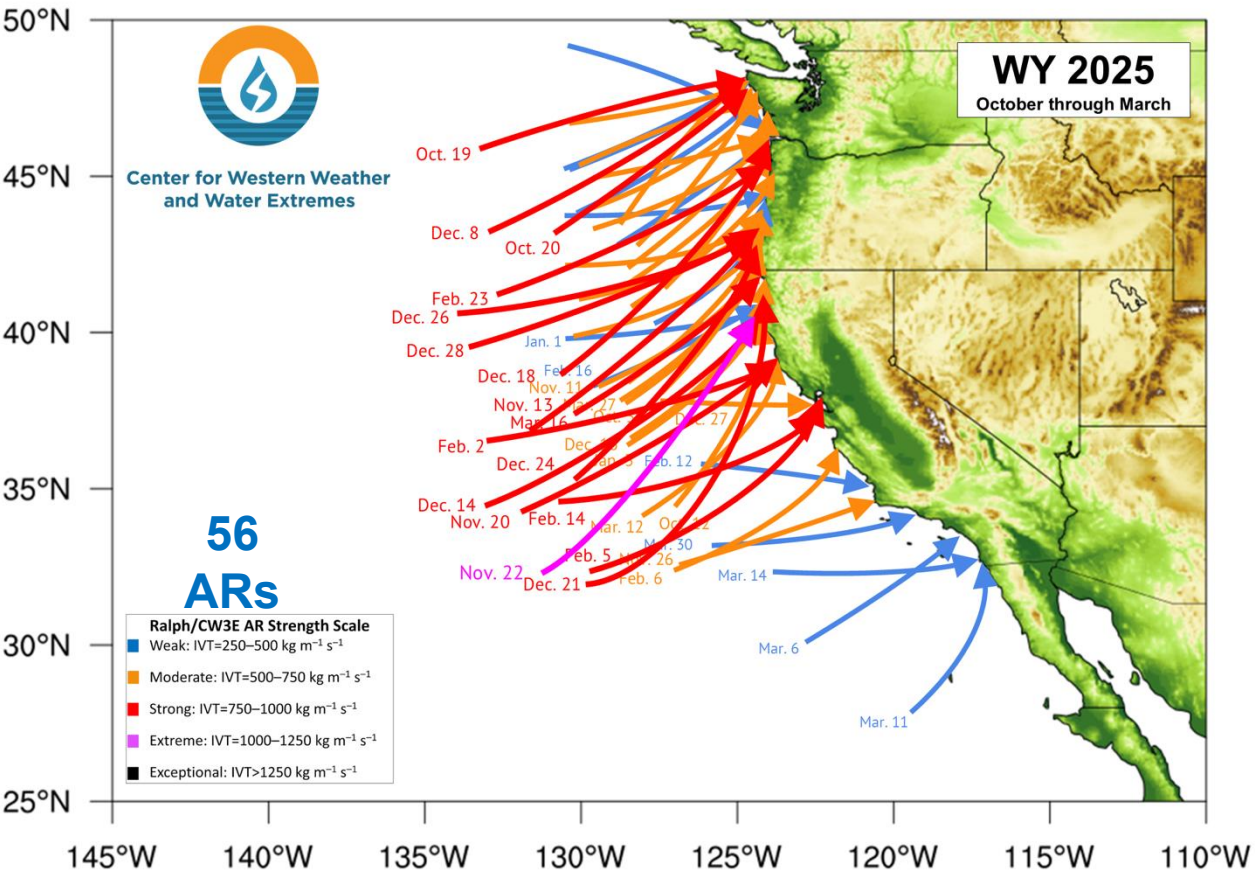 50°N
45°N
40°N
35°N
30°N
25°N
145°W
140°W
135°W
130°W
125°W
120°W
115°W
110°W
Center for Western Weather
and Water Extremes
WY 2025
October through March
Oct. 19
Dec. 8
Oct. 20
Feb. 23
Dec. 26
Dec. 28
Jan. 1
Feb. 16
Dec. 18
Nov. 11
Nov. 13
27
Mar. 16
Dec. 27
Feb. 2
Dec.
Dec. 24
Feb. 12
Dec. 14
Nov. 20
Feb. 14
Mar. 12
Mar. 30
Feb. 5
26
Nov. 22
Dec. 21
Feb. 6
Mar. 14
Mar. 6
Mar. 11
56
ARs
Ralph/CW3E AR Strength Scale
Weak: IVT=250–500 kg m⁻¹ s⁻¹
Moderate: IVT=500–750 kg m⁻¹ s⁻¹
Strong: IVT=750–1000 kg m⁻¹ s⁻¹
Extreme: IVT=1000–1250 kg m⁻¹ s⁻¹
Exceptional: IVT>1250 kg m⁻¹ s⁻¹